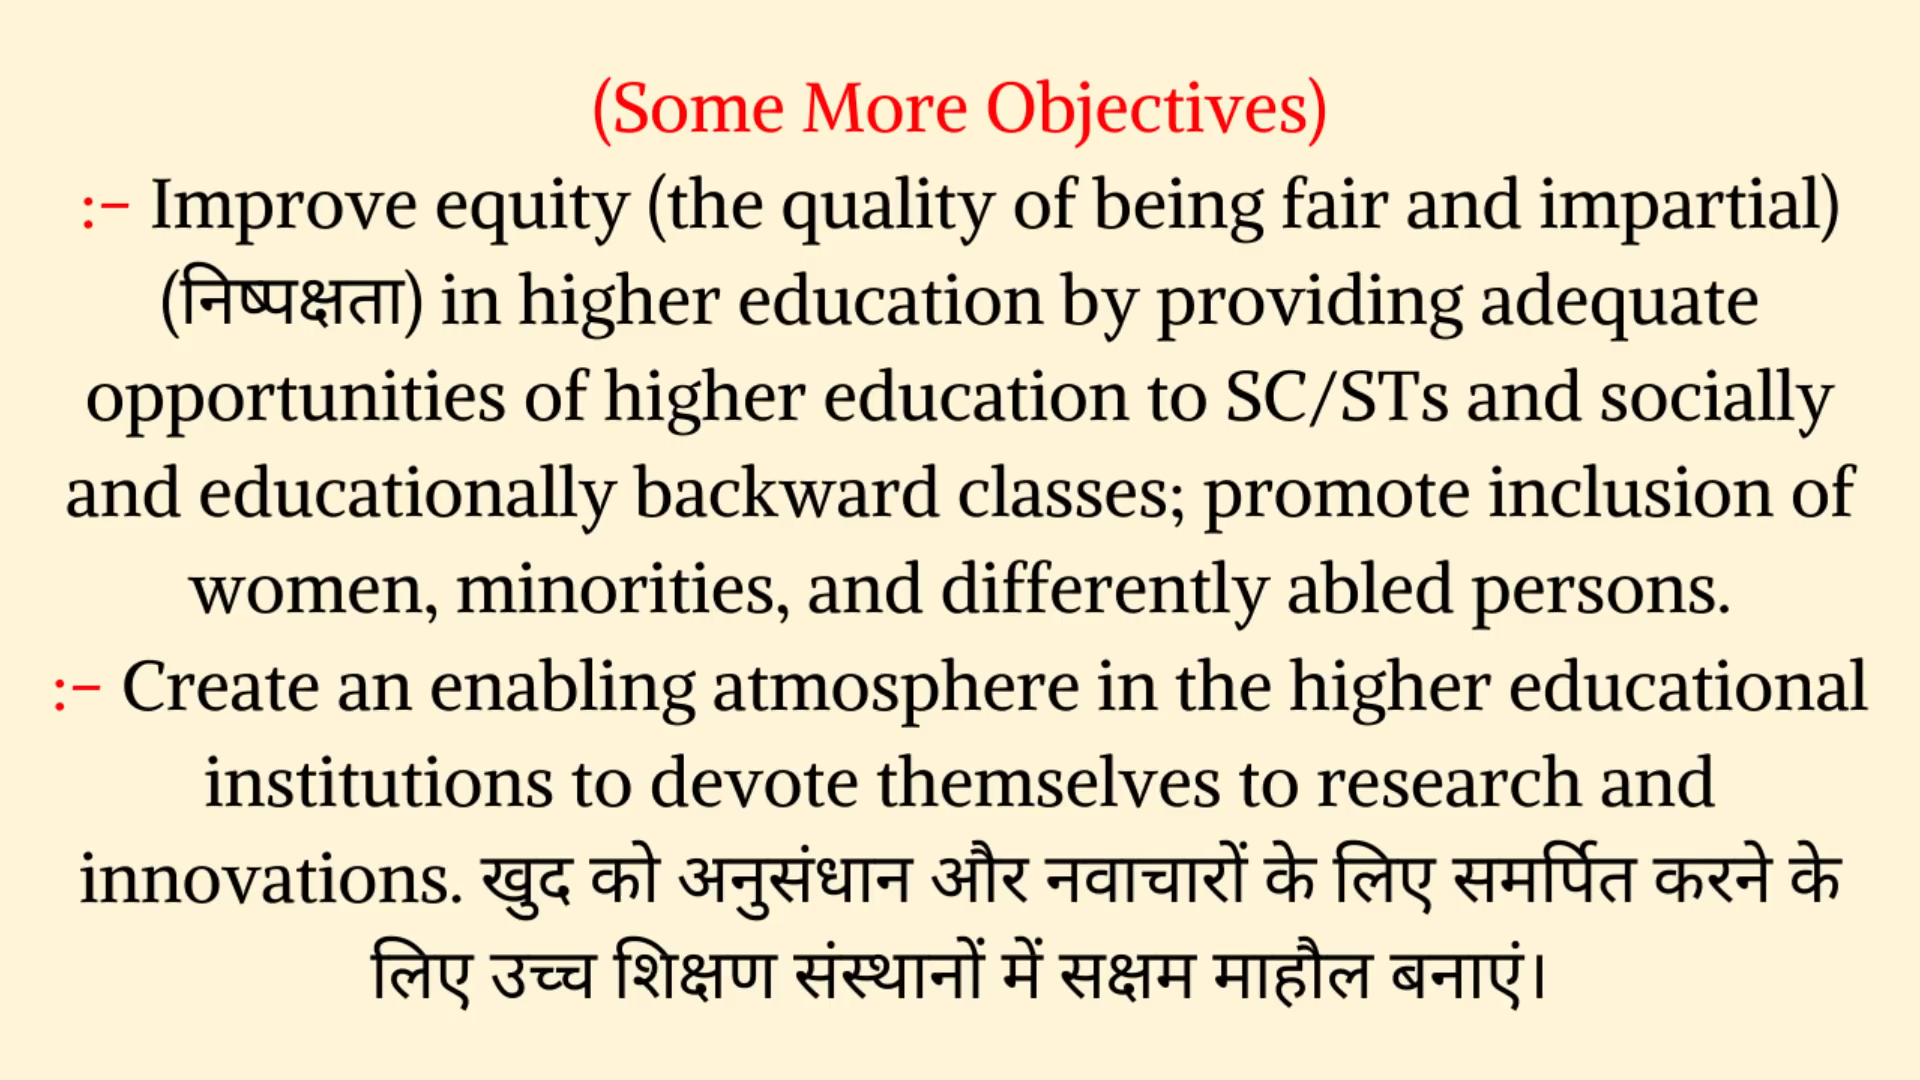 (Some More Objectives)
:- Improve equity (the quality of being fair and impartial)
(निष्पक्षता) in higher education by providing adequate
opportunities of higher education to SC/STs and socially
and educationally backward classes; promote inclusion of
women, minorities, and differently abled persons.
:- Create an enabling atmosphere in the higher educational
institutions to devote themselves to research and
innovations. खुद को अनुसंधान और नवाचारों के लिए समर्पित करने के
लिए उच्च शिक्षण संस्थानों में सक्षम माहौल बनाएं।